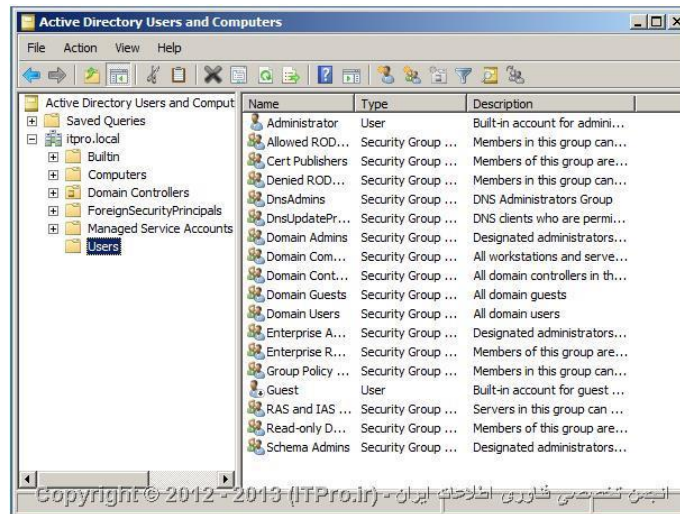 Active Directory Users and Computers
File Action View Help
Active Directory Users and Comput
Saved Queries
itpro.local
Builtin
Computers
Domain Controllers
ForeignSecurityPrincipals
Managed Service Accounts
Users
Name Type Description
Administrator User Built-in account for admini...
Allowed ROD... Security Group ... Members in this group can...
Cert Publishers Security Group ... Members of this group are...
Denied ROD... Security Group ... Members in this group can...
DnsAdmins Security Group ... DNS Administrators Group
DnsUpdatePr... Security Group ... DNS clients who are permi...
Domain Admins Security Group ... Designated administrators...
Domain Com... Security Group ... All workstations and serve...
Domain Cont... Security Group ... All domain controllers in th...
Domain Guests Security Group ... All domain guests
Domain Users Security Group ... All domain users
Enterprise A... Security Group ... Designated administrators...
Enterprise R... Security Group ... Members of this group are...
Group Policy ... Security Group ... Members in this group can...
Guest User Built-in account for guest ...
RAS and IAS ... Security Group ... Servers in this group can ...
Read-only D... Security Group ... Members of this group are...
Schema Admins Security Group ... Designated administrators...
Copyright © 2012 - 2013 (ITPro.ir) - انجمن تخصصی فناوری اطلاعات ایران